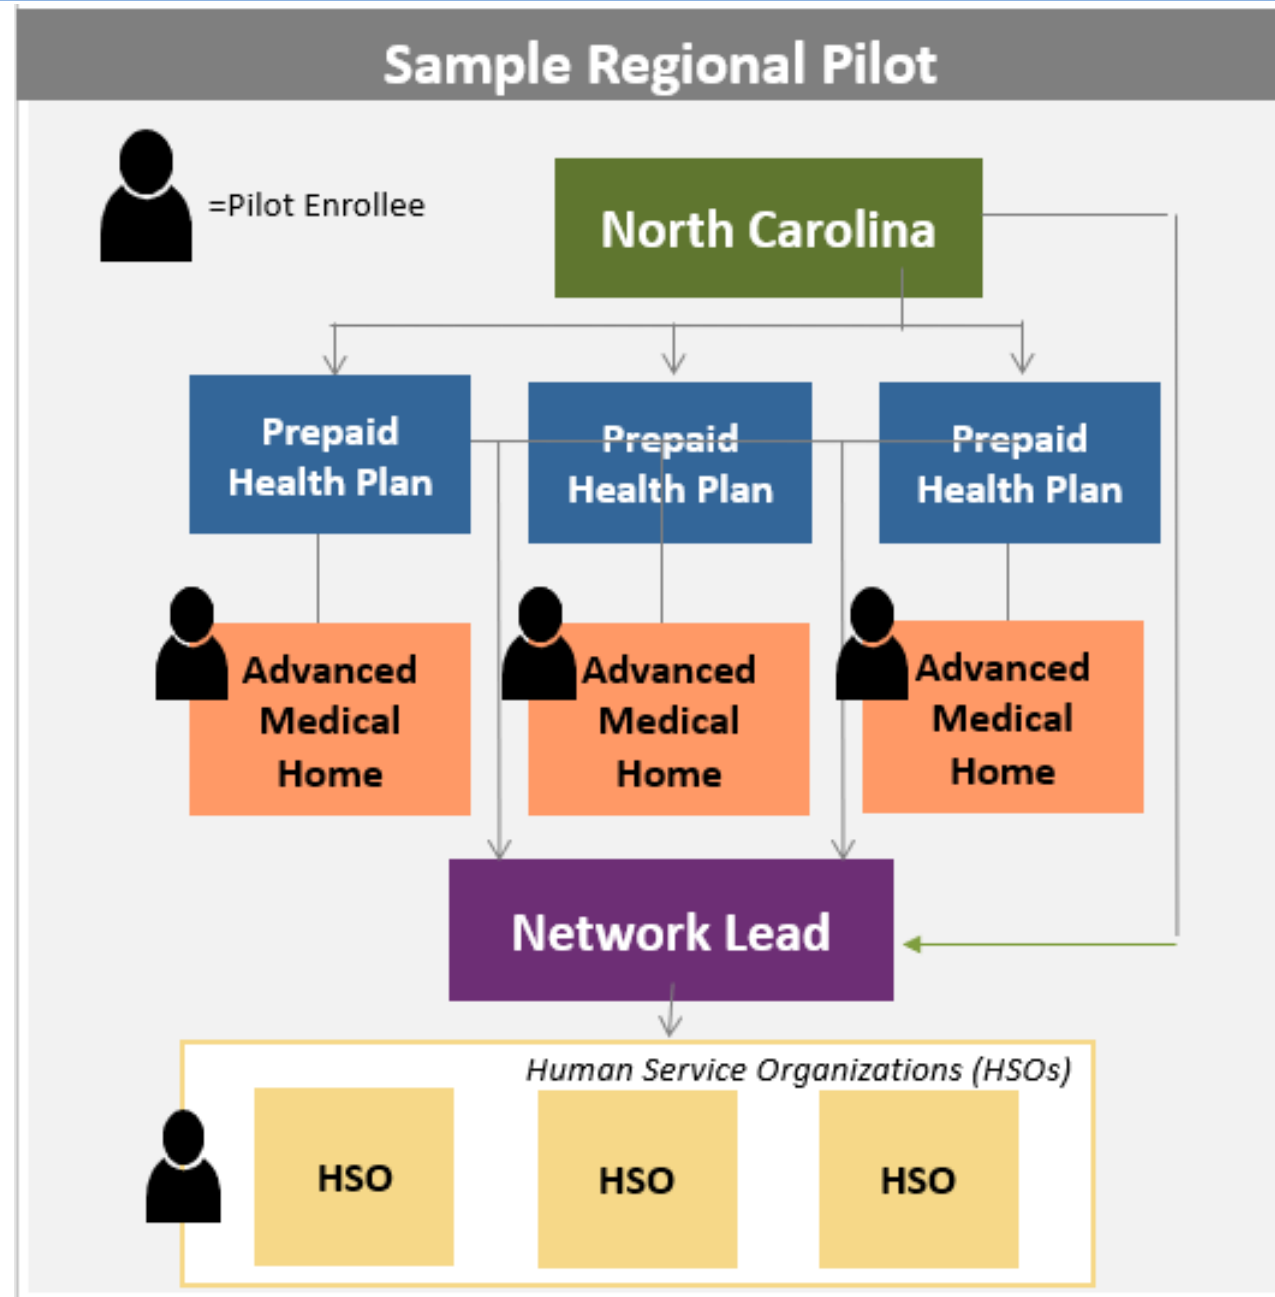 Sample Regional Pilot
=Pilot Enrollee
North Carolina
Prepaid
Health Plan
Prepaid
Health Plan
Prepaid
Health Plan
Advanced
Medical
Home
Advanced
Medical
Home
Advanced
Medical
Home
Network Lead
Human Service Organizations (HSOs)
HSO
HSO
HSO